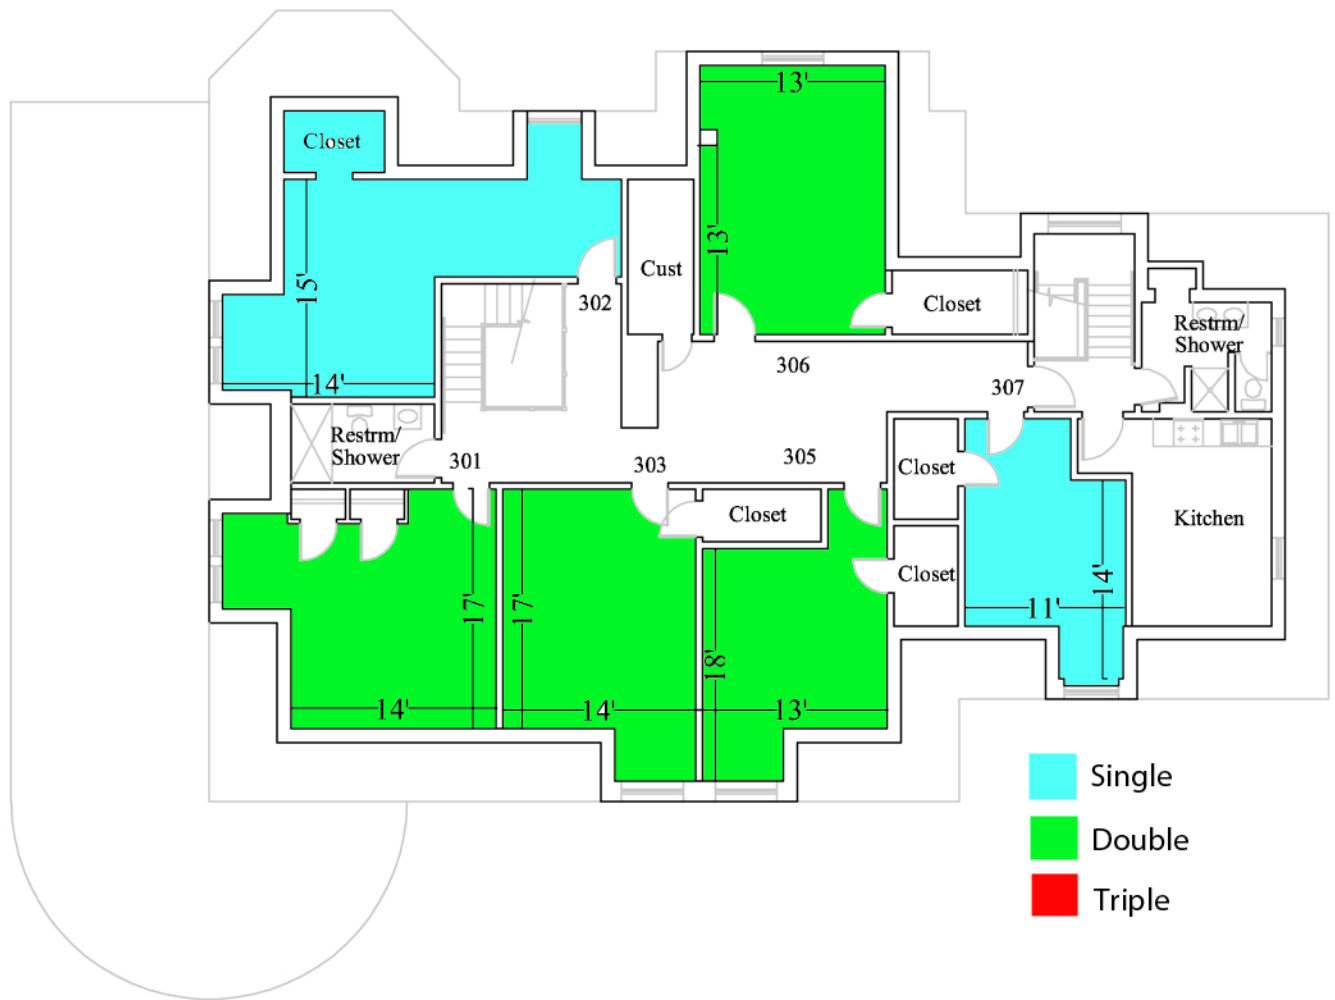 13'
Closet
13'
15'
Cust
302
Closet
Restrm/
Shower
306
14'
307
Restrm/
Shower
301
303
305
Closet
Closet
Kitchen
Closet
14'
17'
17'
11'
18'
14'
14'
13'
Single
Double
Triple